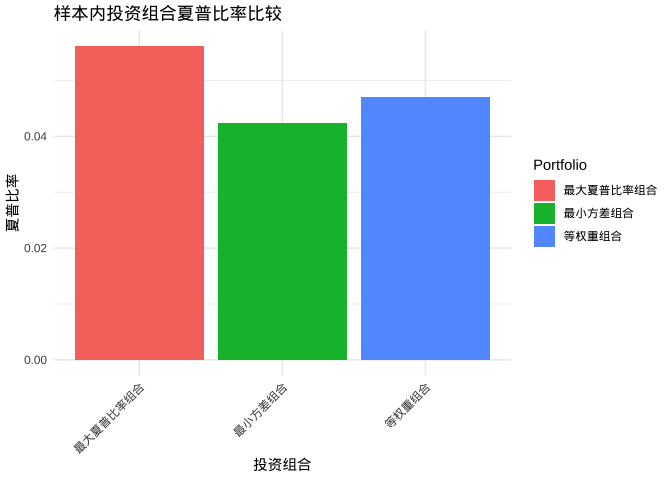 样本内投资组合夏普比率比较
夏普比率
0.04
0.02
0.00
最大夏普比率组合
最小方差组合
等权重组合
投资组合
Portfolio
最大夏普比率组合
最小方差组合
等权重组合